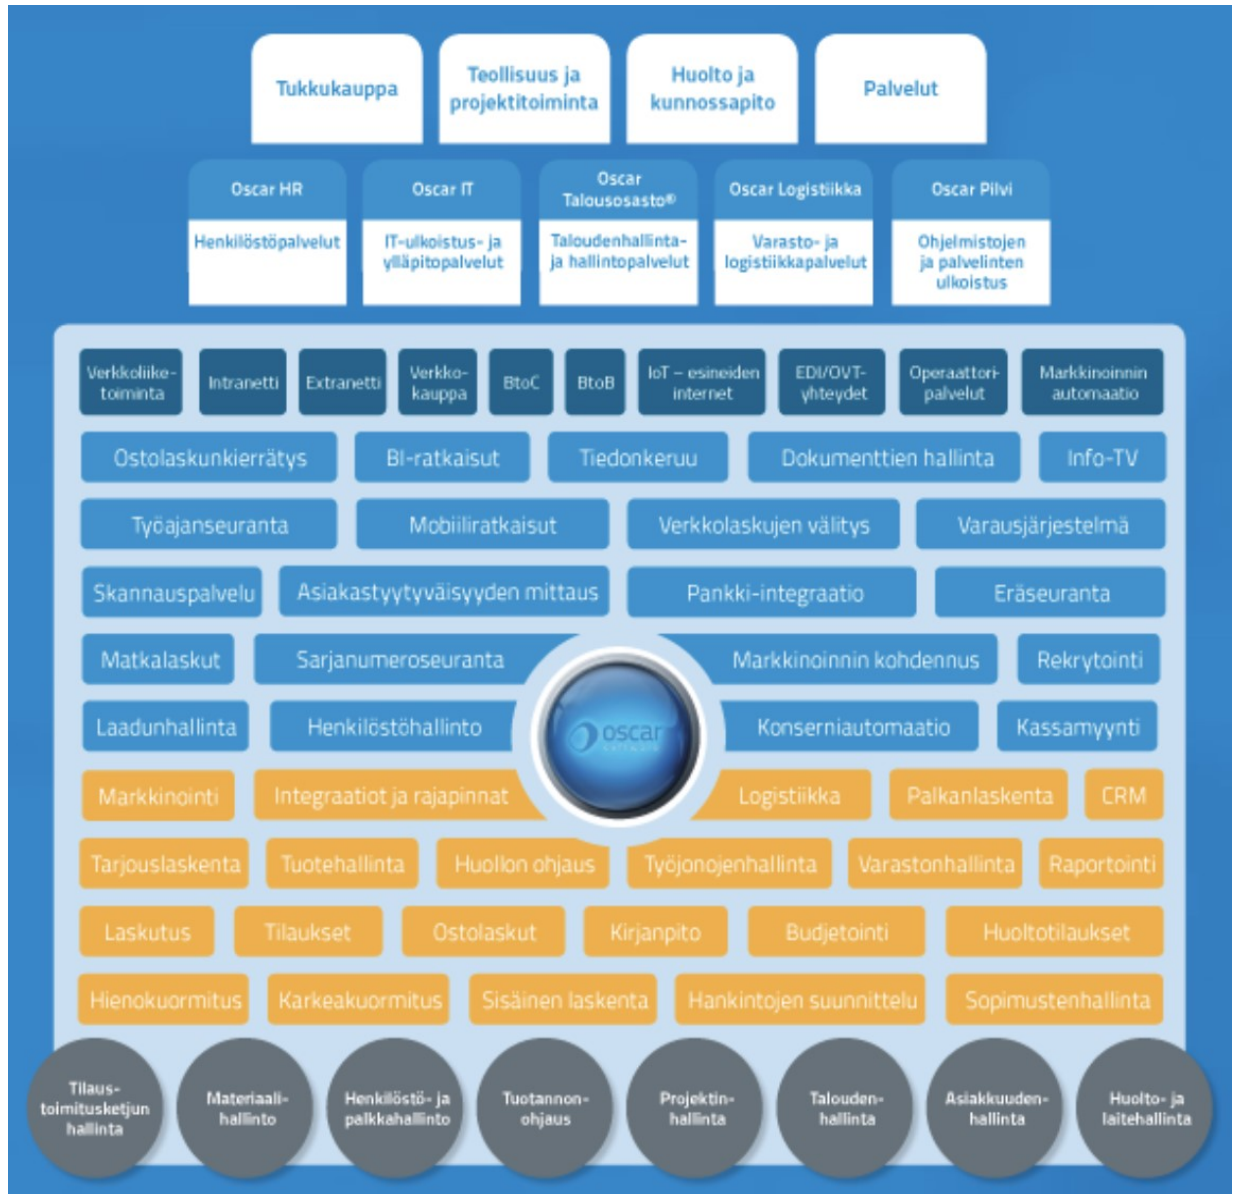 Tukkukauppa
Teollisuus ja
projektitoiminta
Huolto ja
kunnossapito
Palvelut
Oscar HR
Henkilöstöpalvelut
Oscar IT
IT-ulkoistus- ja
ylläpitopalvelut
Oscar
Talousosasto®
Taloudenhallinta-
ja hallintopalvelut
Oscar Logistiikka
Varasto- ja
logistiikkapalvelut
Oscar Pilvi
Ohjelmistojen
ja palvelinten
ulkoistus
Verkkoliike-
toiminta
Intranetti
Extranetti
Verkko-
kauppa
BtoC
BtoB
IoT – esineiden
internet
EDI/OVT-
yhteydet
Operaattori-
palvelut
Markkinoinnin
automaatio
Ostolaskunkierrätys
BI-ratkaisut
Tiedonkeruu
Dokumenttien hallinta
Info-TV
Työajanseuranta
Mobiiliratkaisut
Verkkolaskujen välitys
Varausjärjestelmä
Skannauspalvelu
Asiakastyytyväisyyden mittaus
Pankki-integraatio
Eräseuranta
Matkalaskut
Sarjanumeroseuranta
Markkinoinnin kohdennus
Rekrytointi
Laadunhallinta
Henkilöstöhallinto
oscar
software
Konserniautomaatio
Kassamyynti
Markkinointi
Integraatiot ja rajapinnat
Logistiikka
Palkanlaskenta
CRM
Tarjouslaskenta
Tuotehallinta
Huollon ohjaus
Työjonojenhallinta
Varastonhallinta
Raportointi
Laskutus
Tilaukset
Ostolaskut
Kirjanpito
Budjetointi
Huoltotilaukset
Hienokuormitus
Karkeakuormitus
Sisäinen laskenta
Hankintojen suunnittelu
Sopimustenhallinta
Tilaus-
toimitusketjun
hallinta
Materiaali-
hallinto
Henkilöstö- ja
palkkahallinto
Tuotannon-
ohjaus
Projektin-
hallinta
Talouden-
hallinta
Asiakkuuden-
hallinta
Huolto- ja
laitehallinta